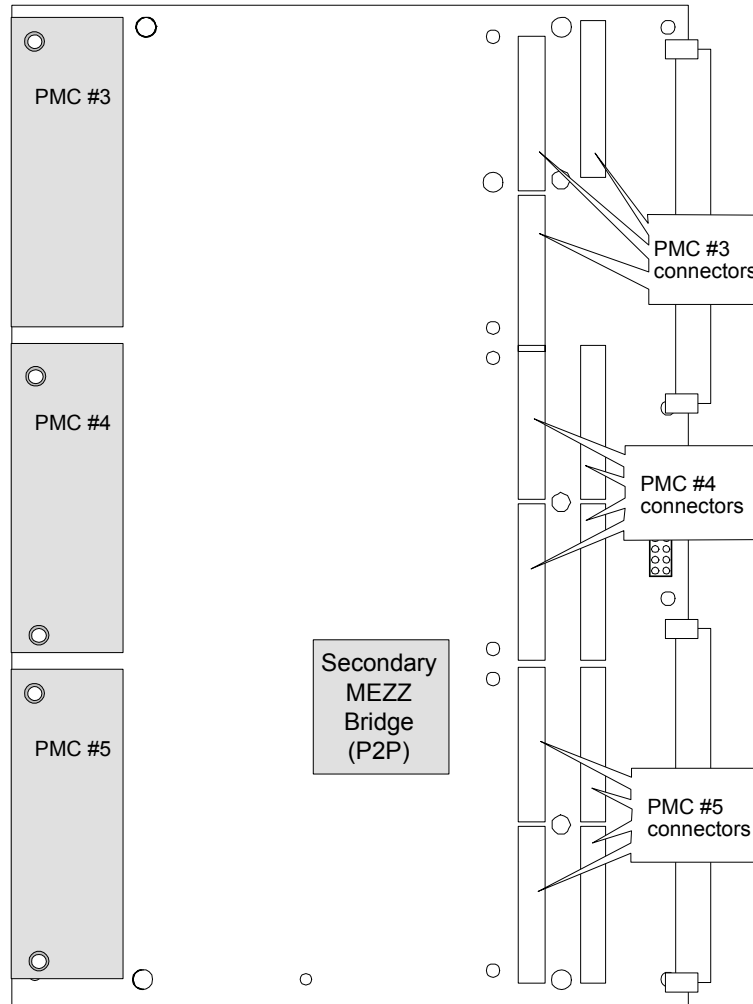 PMC #3
PMC #3
connectors
PMC #4
PMC #4
connectors
Secondary
MEZZ
Bridge
(P2P)
PMC #5
PMC #5
connectors